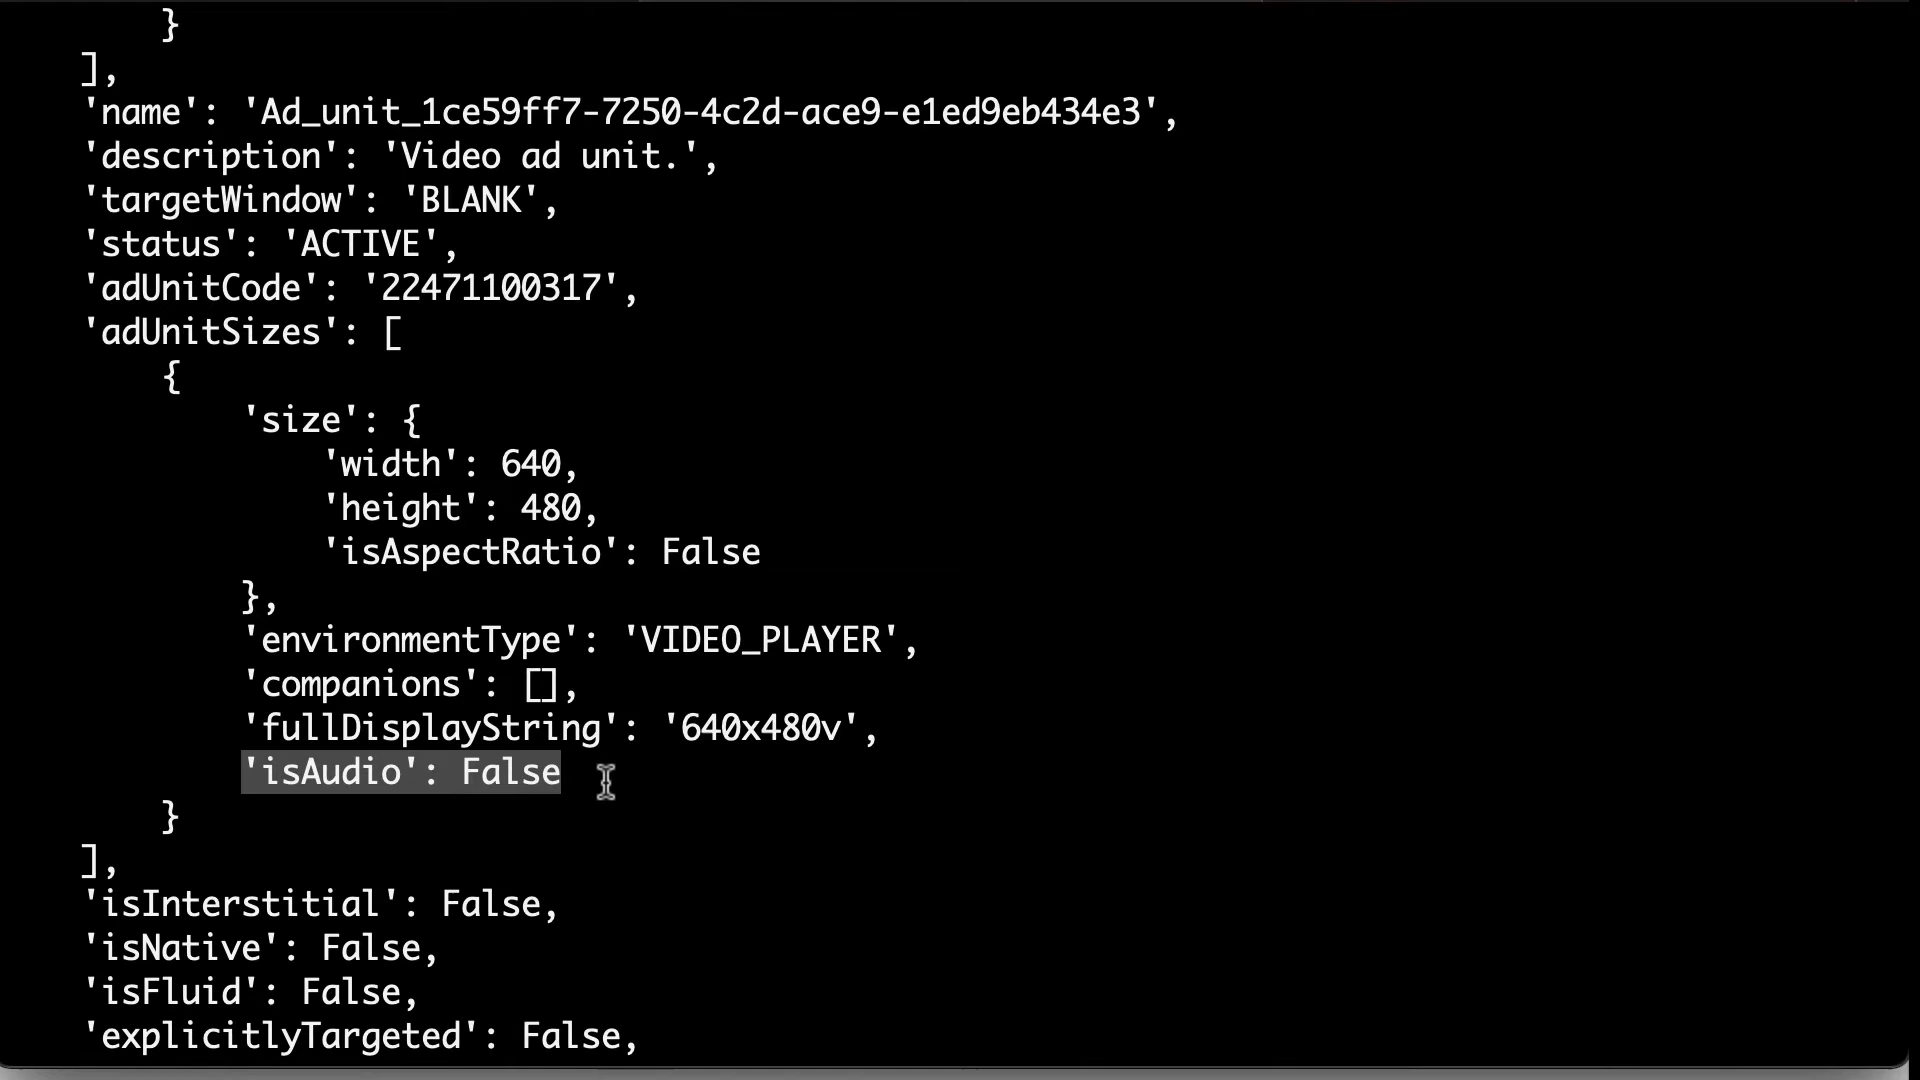 }
],
'name': 'Ad_unit_1ce59ff7-7250-4c2d-ace9-e1ed9eb434e3',
'description': 'Video ad unit.',
'targetWindow': 'BLANK',
'status': 'ACTIVE',
'adUnitCode': '22471100317',
'adUnitSizes': [
{
'size': {
'width': 640,
'height': 480,
'isAspectRatio': False
},
'environmentType': 'VIDEO_PLAYER',
'companions': [],
'fullDisplayString': '640x480v',
'isAudio': False
}
],
'isInterstitial': False,
'isNative': False,
'isFluid': False,
'explicitlyTargeted': False,